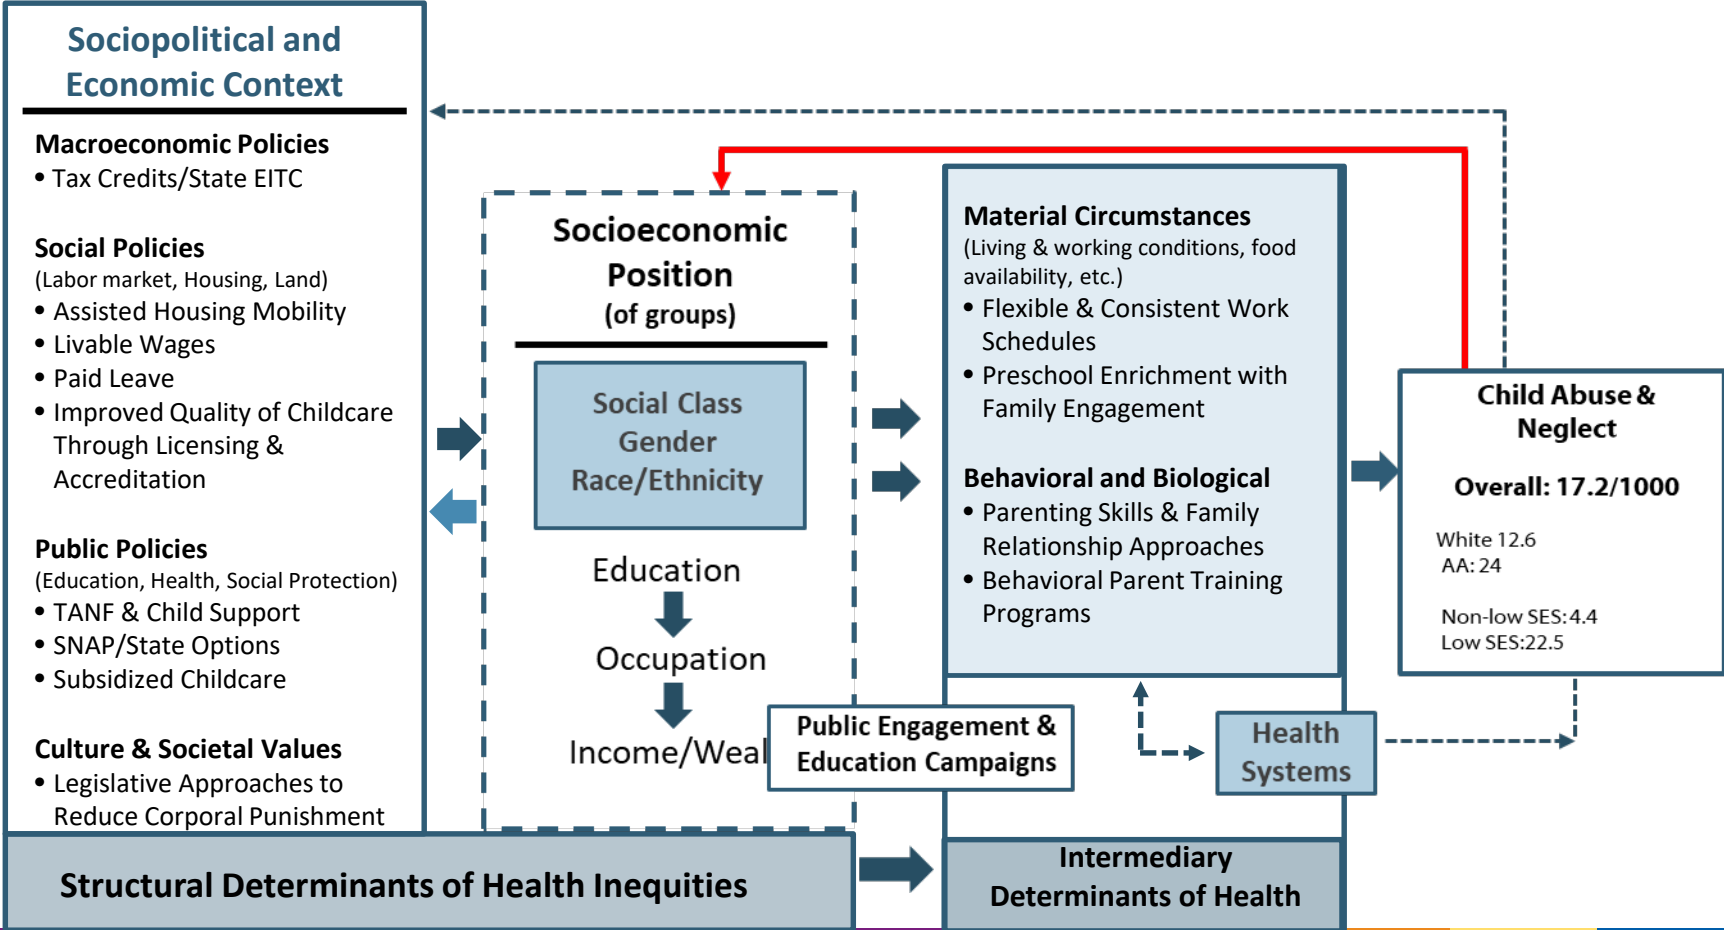 Sociopolitical and
Economic Context
Macroeconomic Policies
• Tax Credits/State EITC
Social Policies
(Labor market, Housing, Land)
• Assisted Housing Mobility
• Livable Wages
• Paid Leave
• Improved Quality of Childcare
Through Licensing &
Accreditation
Public Policies
(Education, Health, Social Protection)
• TANF & Child Support
• SNAP/State Options
• Subsidized Childcare
Culture & Societal Values
• Legislative Approaches to
Reduce Corporal Punishment
Structural Determinants of Health Inequities
Socioeconomic
Position
(of groups)
Social Class
Gender
Race/Ethnicity
Education
Occupation
Income/Weal
Public Engagement &
Education Campaigns
Material Circumstances
(Living & working conditions, food
availability, etc.)
• Flexible & Consistent Work
Schedules
• Preschool Enrichment with
Family Engagement
Behavioral and Biological
• Parenting Skills & Family
Relationship Approaches
• Behavioral Parent Training
Programs
Health
Systems
Intermediary
Determinants of Health
Child Abuse &
Neglect
Overall: 17.2/1000
White 12.6
AA: 24
Non-low SES: 4.4
Low SES:22.5